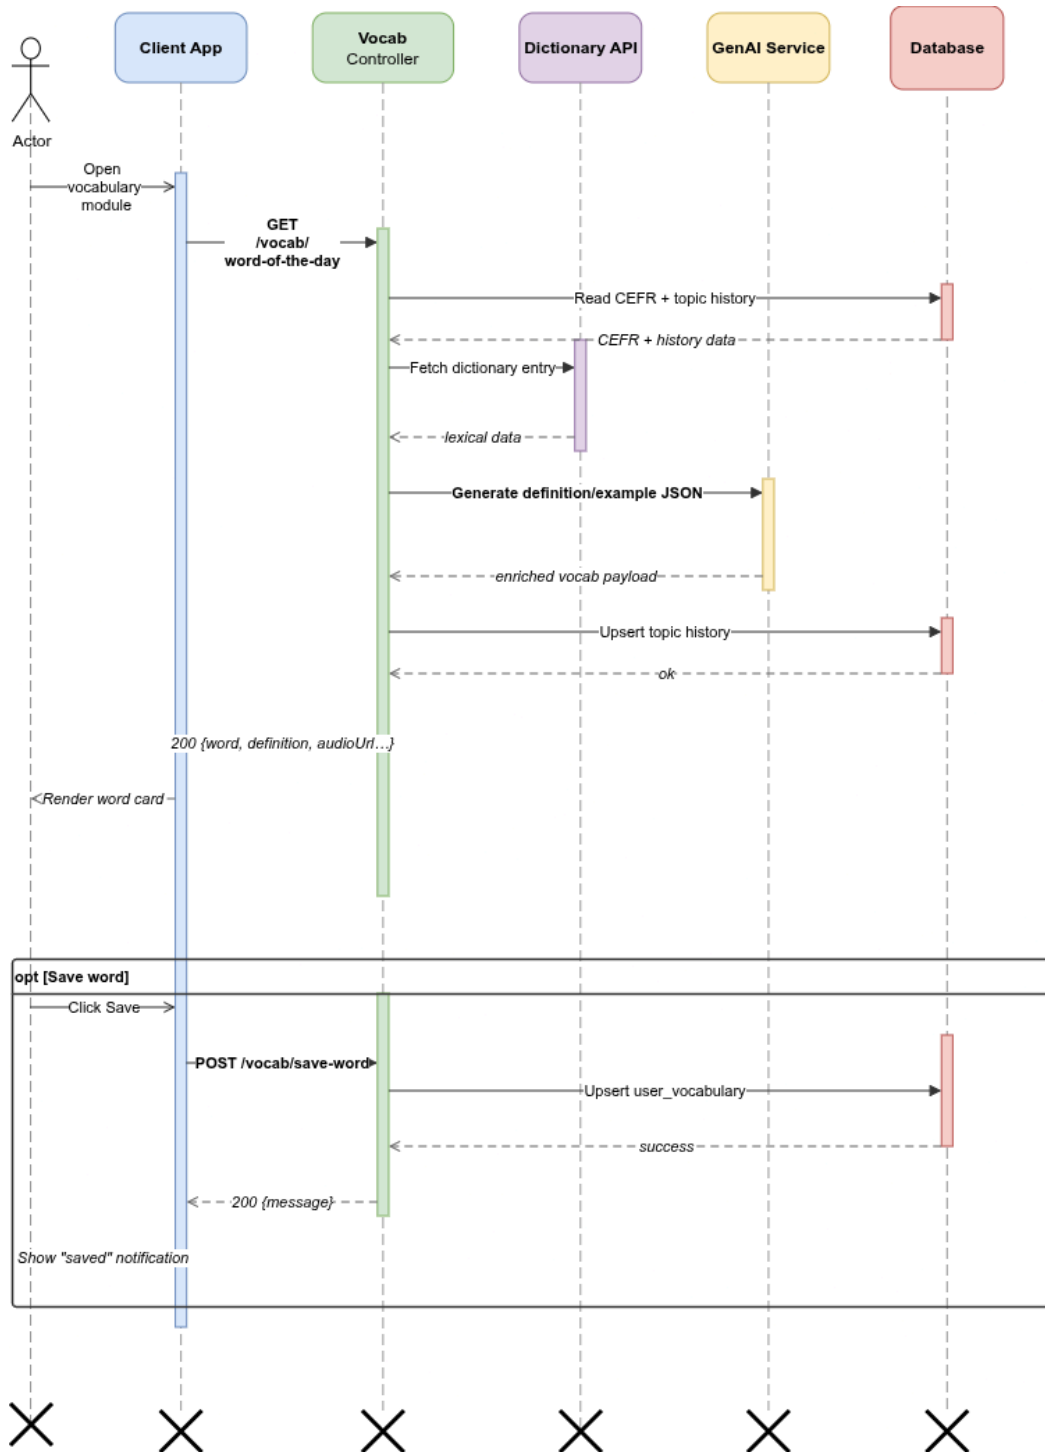 Client App
Vocab
Controller
Dictionary API
GenAI Service
Database
Actor
Open
vocabulary
module
GET
/vocab/
word-of-the-day
Read CEFR + topic history
CEFR + history data
Fetch dictionary entry
lexical data
Generate definition/example JSON
enriched vocab payload
Upsert topic history
ok
200 {word, definition, audioUrl…}
Render word card
opt [Save word]
Click Save
POST /vocab/save-word
Upsert user_vocabulary
success
200 {message}
Show "saved" notification